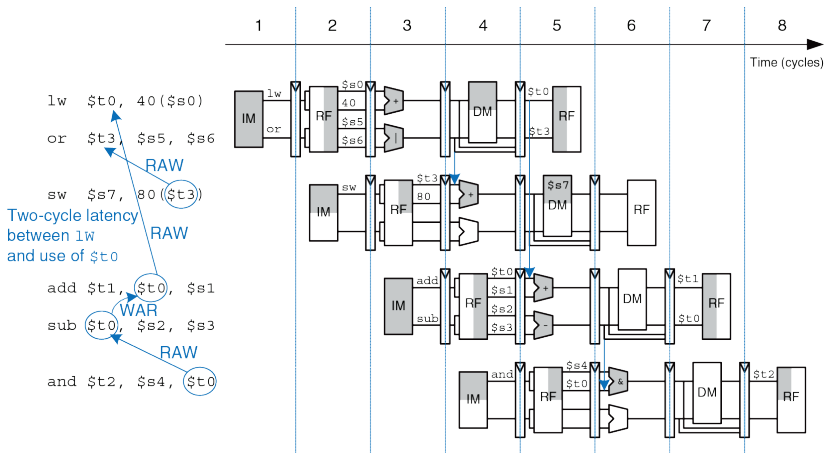 1 2 3 4 5 6 7 8
Time (cycles)
lw $t0, 40($s0)
or $t3, $s5, $s6
RAW
sw $s7, 80($t3)
Two-cycle latency
between lW
and use of $t0
RAW
add $t1, $t0, $s1
WAR
sub $t0, $s2, $s3
RAW
and $t2, $s4, $t0
IM
lw
or
RF
$s0
40
$s5
$s6
+
|
DM
$t0
$t3
RF
IM
sw
RF
$t3
80
+
$s7
DM
RF
IM
add
sub
RF
$t0
$s1
$s2
$s3
+
-
DM
$t1
$t0
RF
IM
and
RF
$s4
$t0
&
DM
$t2
RF